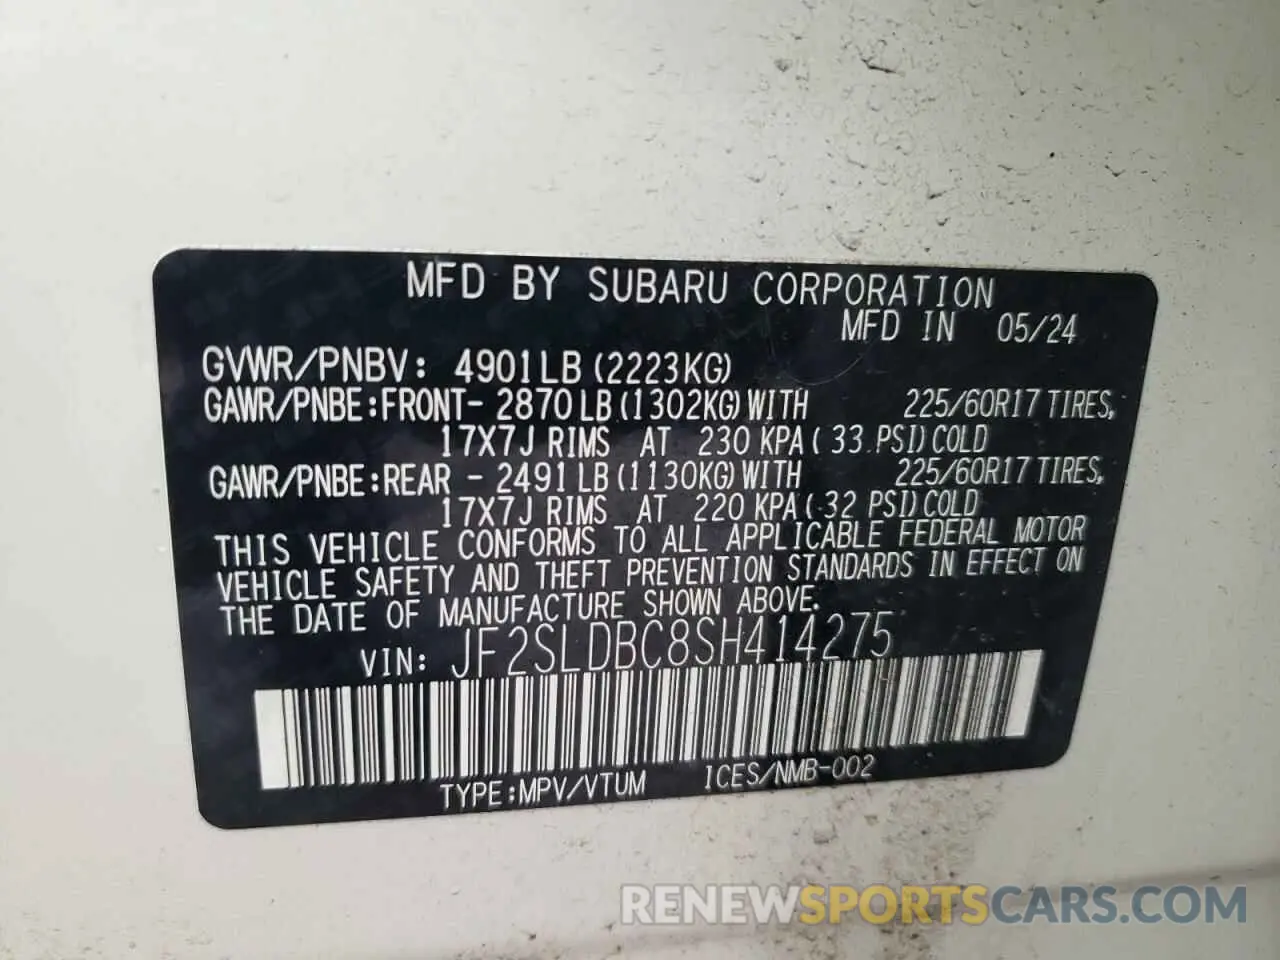 MFD BY SUBARU CORPORATION
MFD IN 05/24
GVWR/PNBV: 4901LB (2223KG)
GAWR/PNBE:FRONT- 2870LB(1302KG)WITH 225/60R17 TIRES,
17X7J RIMS AT 230 KPA( 33 PSI)COLD
GAWR/PNBE:REAR - 2491LB(1130KG)WITH 225/60R17 TIRES,
17X7J RIMS AT 220 KPA( 32 PSI)COLD
THIS VEHICLE CONFORMS TO ALL APPLICABLE FEDERAL MOTOR
VEHICLE SAFETY AND THEFT PREVENTION STANDARDS IN EFFECT ON
THE DATE OF MANUFACTURE SHOWN ABOVE.
VIN: JF2SLDBC8SH414275
TYPE:MPV/VTUM ICES/NMB-002
RENEWSPORTSCARS.COM